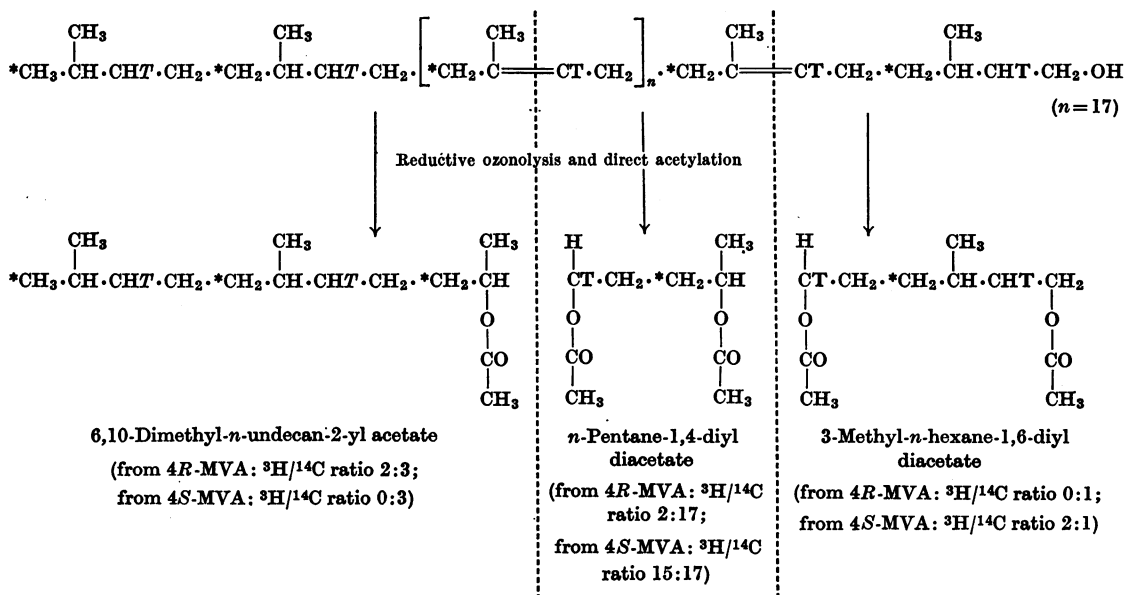 CH₃ CH₃ CH₃ CH₃ CH₃
*CH₃·CH·CHT·CH₂·*CH₂·CH·CHT·CH₂·[*CH₂·C=CT·CH₂]ₙ·*CH₂·C=CT·CH₂·*CH₂·CH·CHT·CH₂·OH
(n=17)
Reductive ozonolysis and direct acetylation
CH₃ CH₃ CH₃ H CH₃ H CH₃
*CH₃·CH·CHT·CH₂·*CH₂·CH·CHT·CH₂·*CH₂·CH CT·CH₂·*CH₂·CH CT·CH₂·*CH₂·CH·CHT·CH₂
O O O O O
CO CO CO CO CO
CH₃ CH₃ CH₃ CH₃ CH₃
6,10-Dimethyl-n-undecan-2-yl acetate
(from 4R-MVA: ³H/¹⁴C ratio 2:3;
from 4S-MVA: ³H/¹⁴C ratio 0:3)
n-Pentane-1,4-diyl
diacetate
(from 4R-MVA: ³H/¹⁴C
ratio 2:17;
from 4S-MVA: ³H/¹⁴C
ratio 15:17)
3-Methyl-n-hexane-1,6-diyl
diacetate
(from 4R-MVA: ³H/¹⁴C ratio 0:1;
from 4S-MVA: ³H/¹⁴C ratio 2:1)